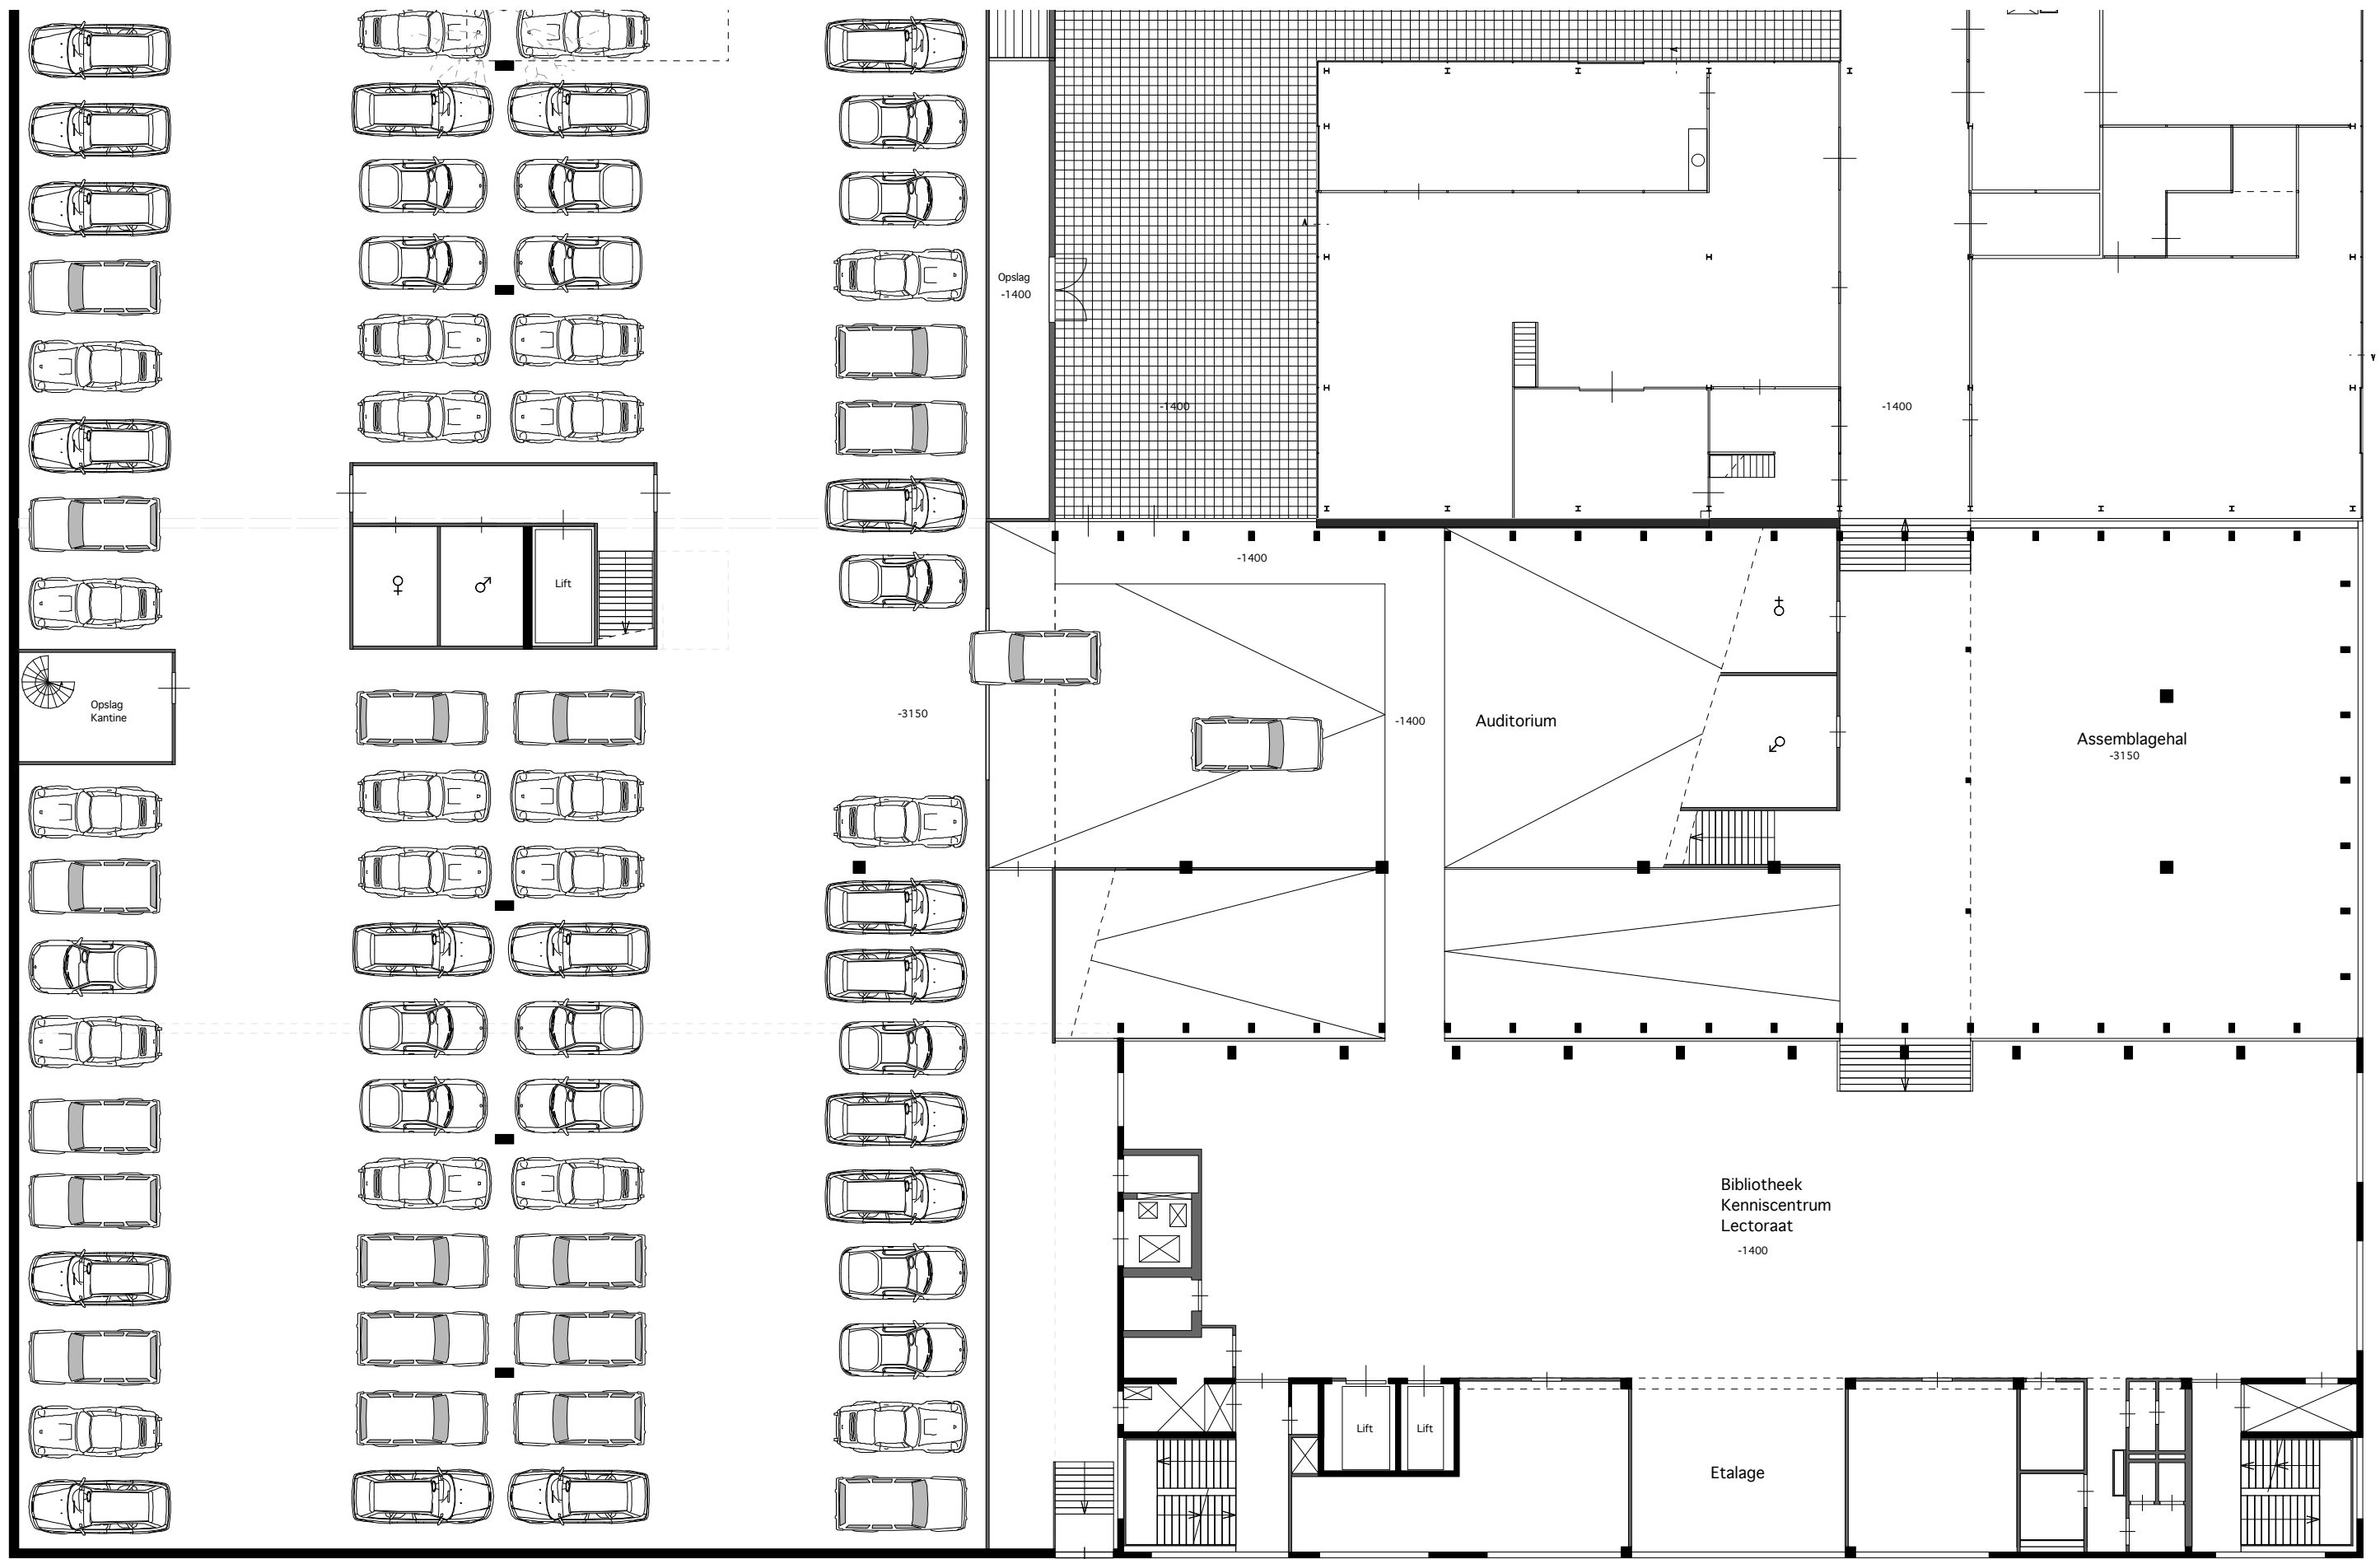 Opslag
-1400
-1400
-1400
-1400
Lift
Opslag
Kantine
-3150
-1400
Auditorium
Assemblagehal
-3150
Bibliotheek
Kenniscentrum
Lectoraat
-1400
Lift
Lift
Etalage